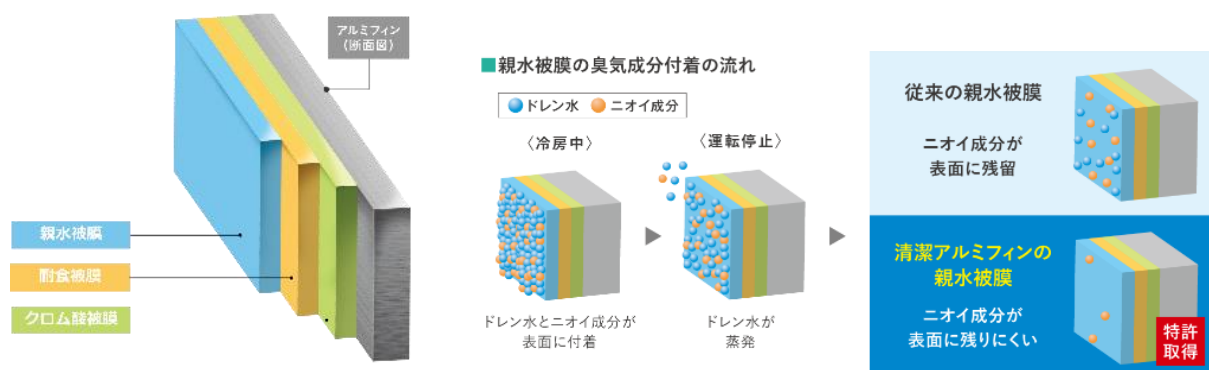 アルミフィン
(断面図)
親水被膜
耐食被膜
クロム酸被膜
■親水被膜の臭気成分付着の流れ
ドレン水 ニオイ成分
〈冷房中〉
〈運転停止〉
ドレン水とニオイ成分が
表面に付着
ドレン水が
蒸発
従来の親水被膜
ニオイ成分が
表面に残留
清潔アルミフィンの
親水被膜
ニオイ成分が
表面に残りにくい
特許
取得